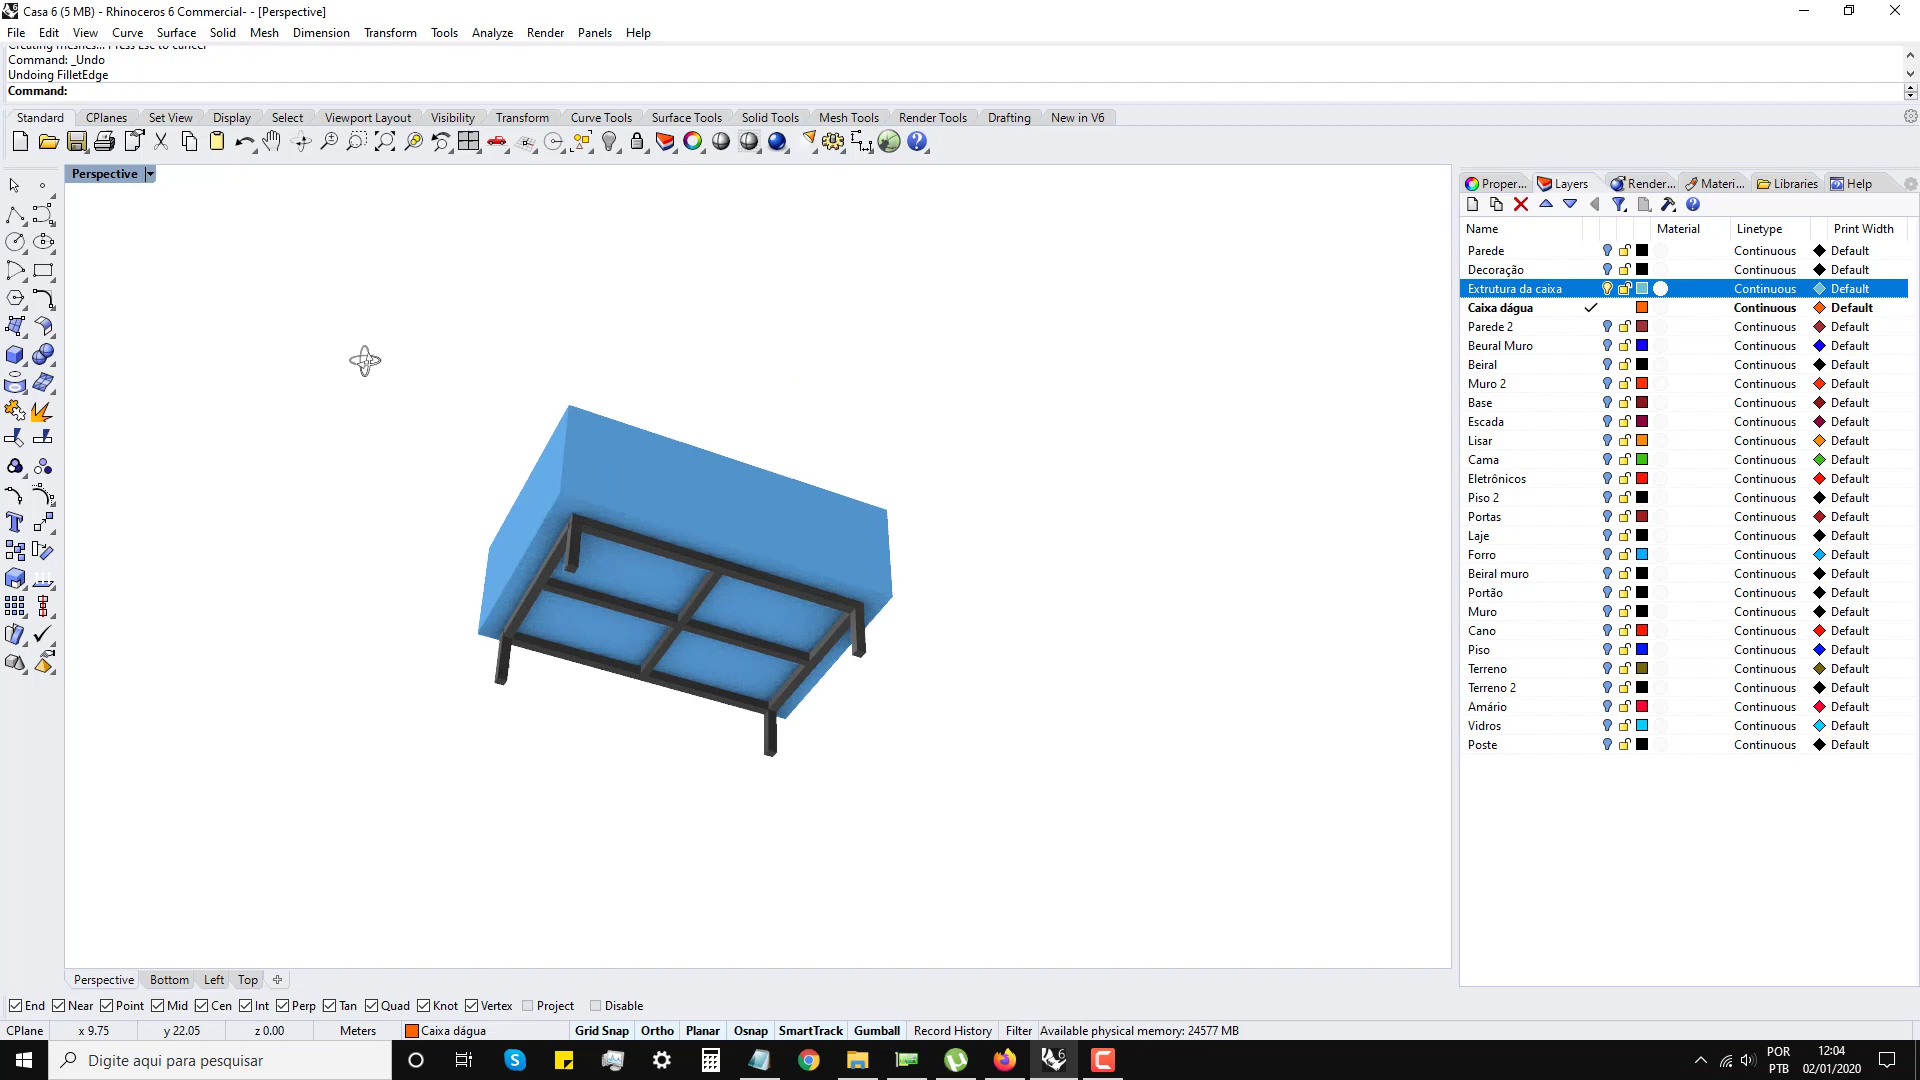 Casa 6 (5 MB) - Rhinoceros 6 Commercial- - [Perspective]
File Edit View Curve Surface Solid Mesh Dimension Transform Tools Analyze Render Panels Help
Creating meshes... Press Esc to cancel
Command: _Undo
Undoing FilletEdge
Command:
Standard CPlanes Set View Display Select Viewport Layout Visibility Transform Curve Tools Surface Tools Solid Tools Mesh Tools Render Tools Drafting New in V6
Perspective
Proper... Layers Render... Materi... Libraries Help
Name Material Linetype Print Width
Parede Continuous Default
Decoração Continuous Default
Extrutura da caixa Continuous Default
Caixa dágua Continuous Default
Parede 2 Continuous Default
Beural Muro Continuous Default
Beiral Continuous Default
Muro 2 Continuous Default
Base Continuous Default
Escada Continuous Default
Lisar Continuous Default
Cama Continuous Default
Eletrônicos Continuous Default
Piso 2 Continuous Default
Portas Continuous Default
Laje Continuous Default
Forro Continuous Default
Beiral muro Continuous Default
Portão Continuous Default
Muro Continuous Default
Cano Continuous Default
Piso Continuous Default
Terreno Continuous Default
Terreno 2 Continuous Default
Amário Continuous Default
Vidros Continuous Default
Poste Continuous Default
Perspective Bottom Left Top
End Near Point Mid Cen Int Perp Tan Quad Knot Vertex Project Disable
CPlane x 9.75 y 22.05 z 0.00 Meters Caixa dágua Grid Snap Ortho Planar Osnap SmartTrack Gumball Record History Filter Available physical memory: 24577 MB
Digite aqui para pesquisar
POR 12:04
PTB 02/01/2020